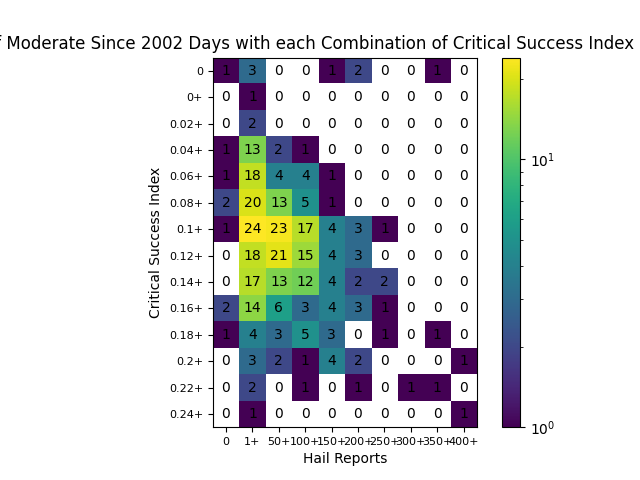 f Moderate Since 2002 Days with each Combination of Critical Success Index
0 1 3 0 0 1 2 0 0 1 0
0+ 0 1 0 0 0 0 0 0 0 0
0.02+ 0 2 0 0 0 0 0 0 0 0
0.04+ 1 13 2 1 0 0 0 0 0 0
0.06+ 1 18 4 4 1 0 0 0 0 0
0.08+ 2 20 13 5 1 0 0 0 0 0
0.1+ 1 24 23 17 4 3 1 0 0 0
0.12+ 0 18 21 15 4 3 0 0 0 0
0.14+ 0 17 13 12 4 2 2 0 0 0
0.16+ 2 14 6 3 4 3 1 0 0 0
0.18+ 1 4 3 5 3 0 1 0 1 0
0.2+ 0 3 2 1 4 2 0 0 0 1
0.22+ 0 2 0 1 0 1 0 1 1 0
0.24+ 0 1 0 0 0 0 0 0 0 1
0 1+ 50+ 100+ 150+ 200+ 250+ 300+ 350+ 400+
Hail Reports
Critical Success Index
10¹
10⁰